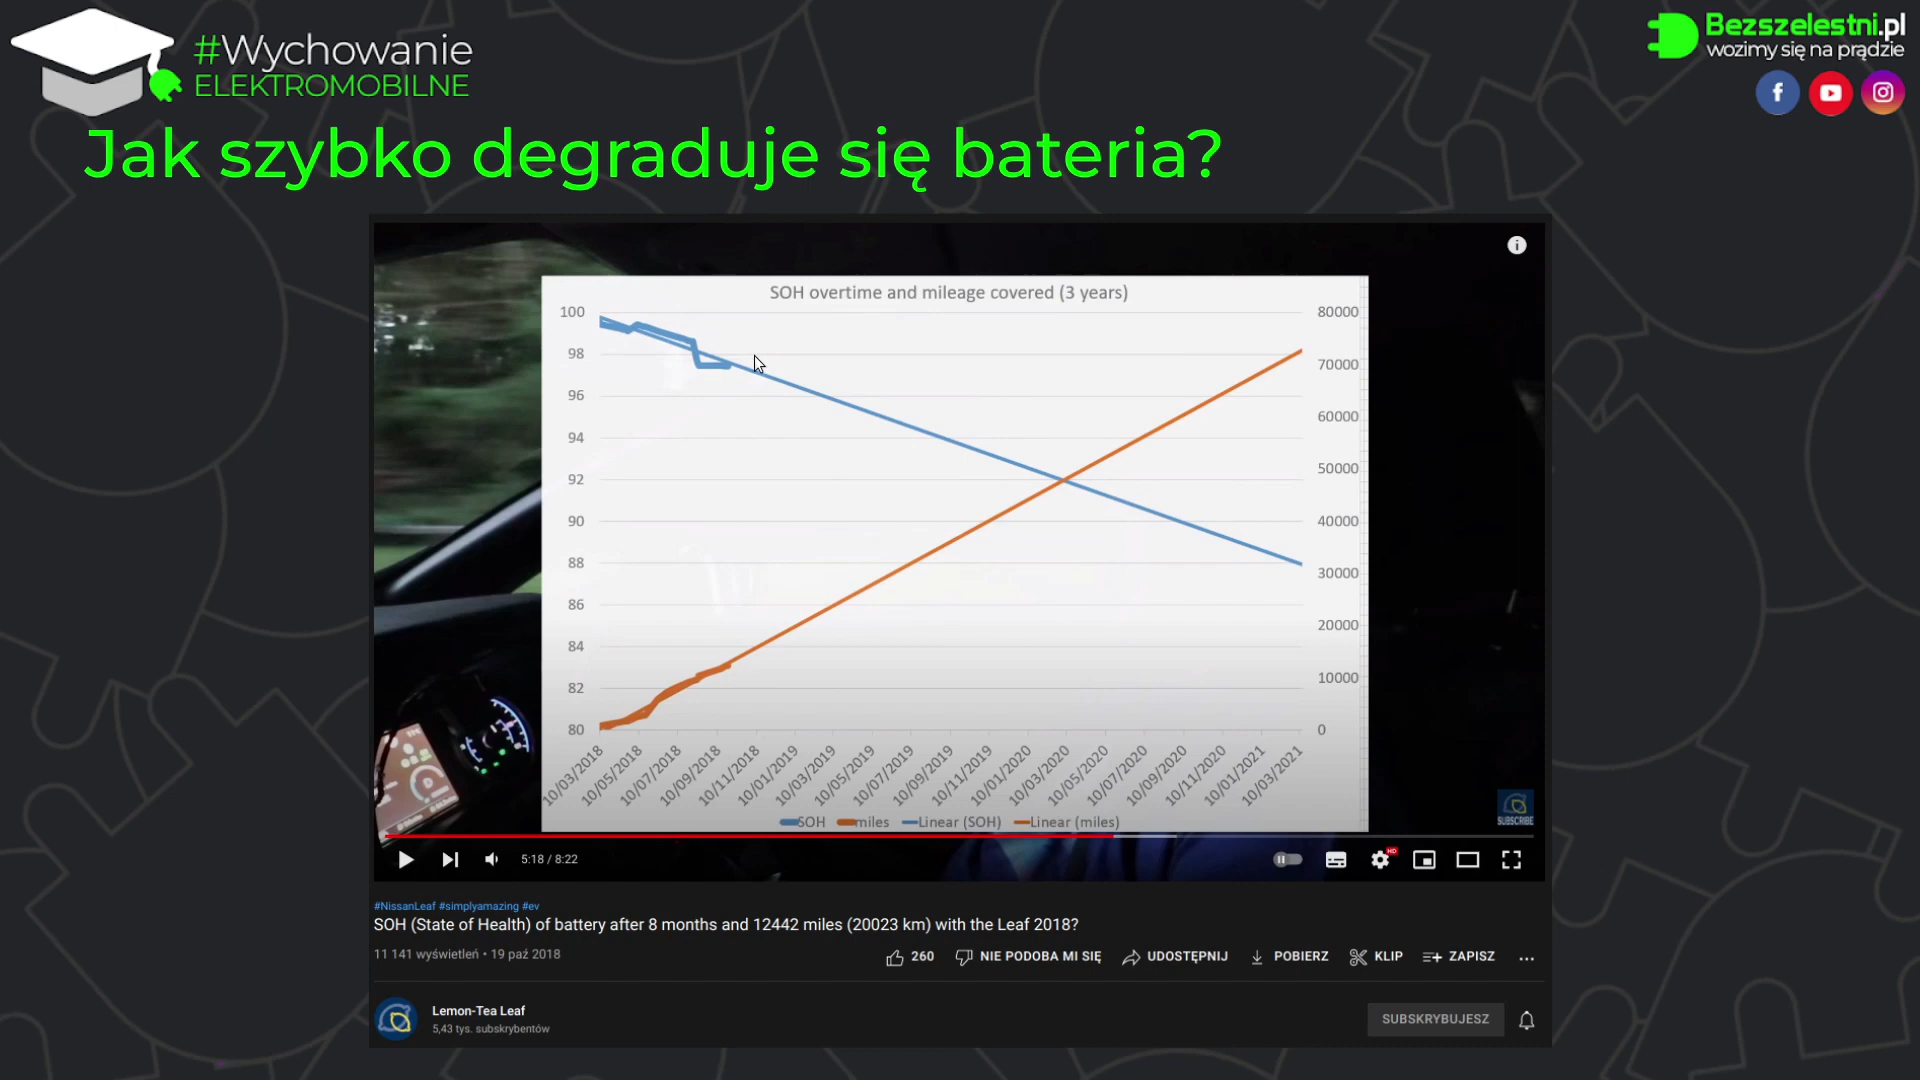 #Wychowanie
ELEKTROMOBILNE
Bezszelestni.pl
wozimy się na prądzie
Jak szybko degraduje się bateria?
SOH overtime and mileage covered (3 years)
100
98
96
94
92
90
88
86
84
82
80
80000
70000
60000
50000
40000
30000
20000
10000
0
10/03/2018
10/05/2018
10/07/2018
10/09/2018
10/11/2018
10/01/2019
10/03/2019
10/05/2019
10/07/2019
10/09/2019
10/11/2019
10/01/2020
10/03/2020
10/05/2020
10/07/2020
10/09/2020
10/11/2020
10/01/2021
10/03/2021
SOH miles Linear (SOH) Linear (miles)
SUBSCRIBE
5:18 / 8:22
HD
#NissanLeaf #simplyamazing #ev
SOH (State of Health) of battery after 8 months and 12442 miles (20023 km) with the Leaf 2018?
11 141 wyświetleń • 19 paź 2018
260 NIE PODOBA MI SIĘ UDOSTĘPNIJ POBIERZ KLIP ZAPISZ ...
Lemon-Tea Leaf
5,43 tys. subskrybentów
SUBSKRYBUJESZ